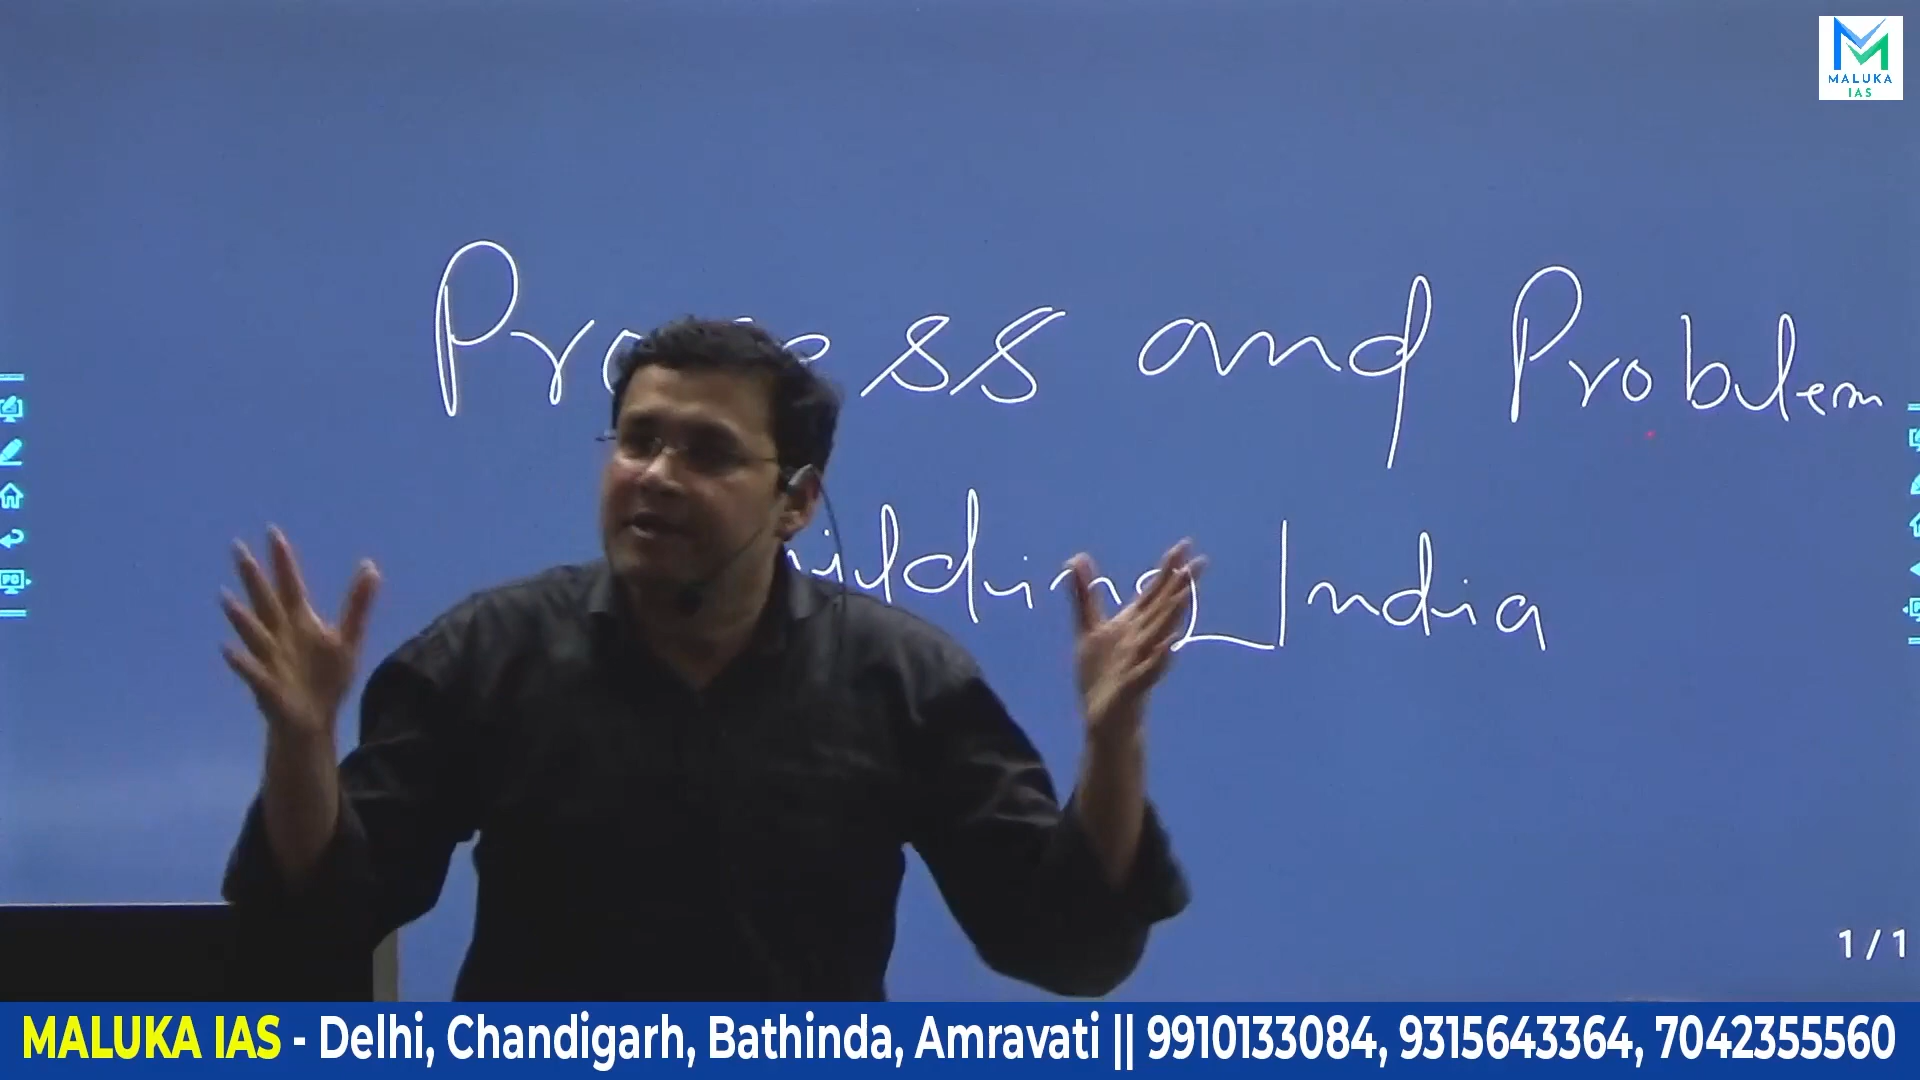 MALUKA
IAS
and Problem
India
1/1
MALUKA IAS - Delhi, Chandigarh, Bathinda, Amravati || 9910133084, 9315643364, 7042355560